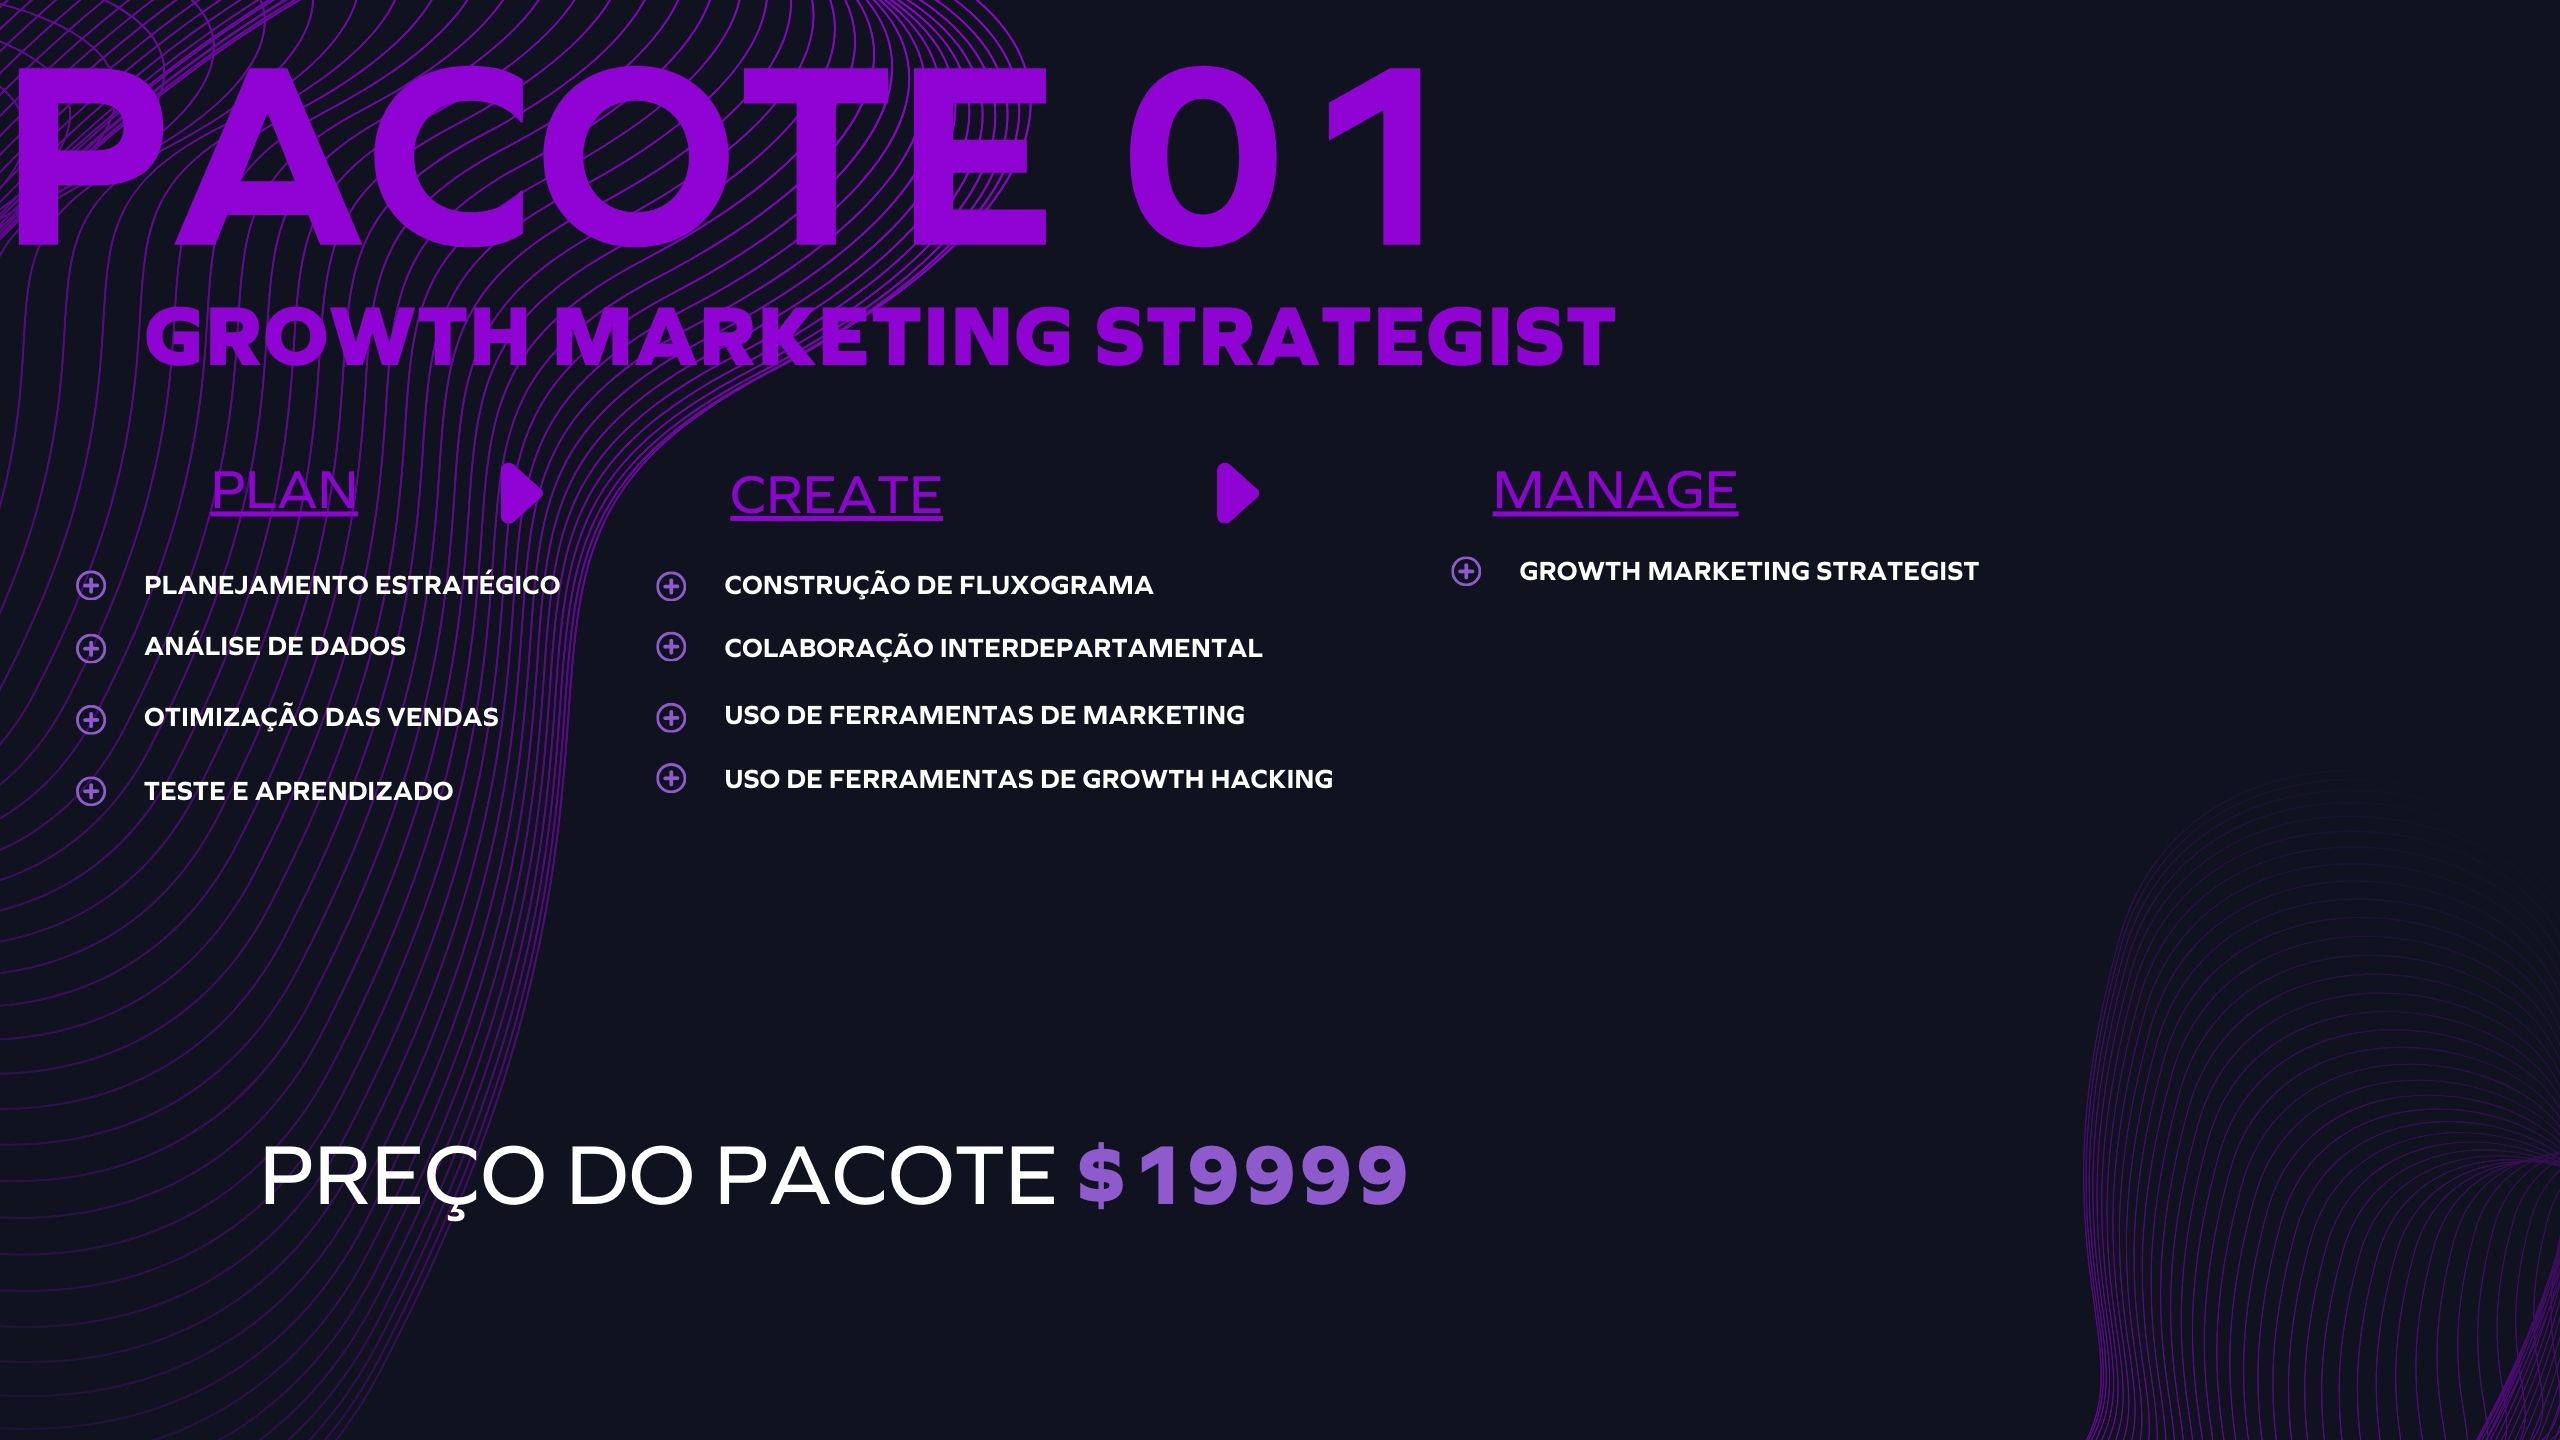 PACOTE 01
GROWTH MARKETING STRATEGIST
PLAN
PLANEJAMENTO ESTRATÉGICO
ANÁLISE DE DADOS
OTIMIZAÇÃO DAS VENDAS
TESTE E APRENDIZADO
CREATE
CONSTRUÇÃO DE FLUXOGRAMA
COLABORAÇÃO INTERDEPARTAMENTAL
USO DE FERRAMENTAS DE MARKETING
USO DE FERRAMENTAS DE GROWTH HACKING
MANAGE
GROWTH MARKETING STRATEGIST
PREÇO DO PACOTE $19999